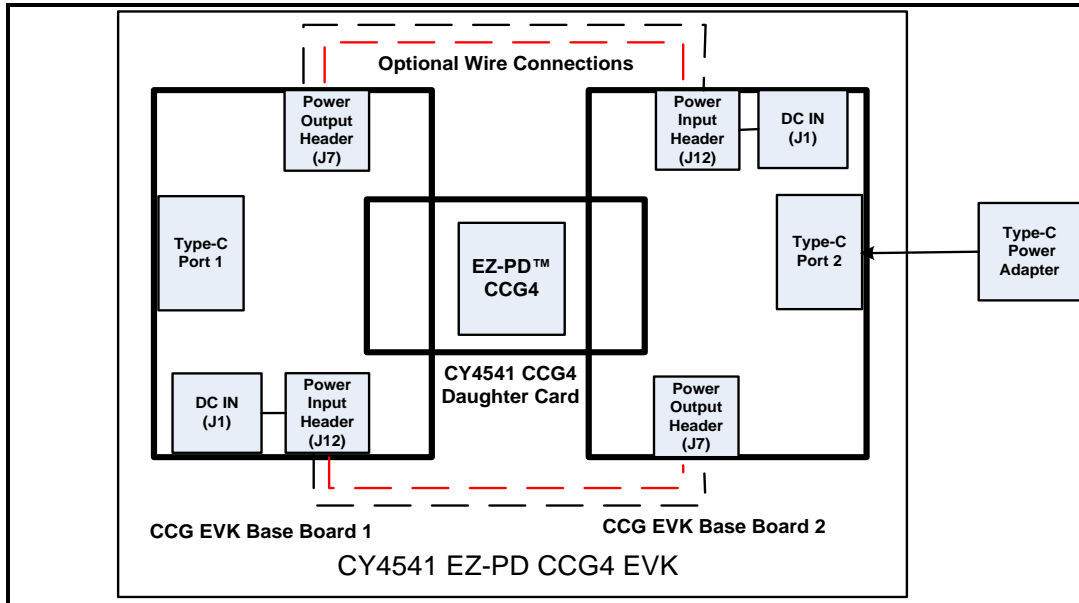 Optional Wire Connections
Power
Output
Header
(J7)
Power
Input
Header
(J12)
DC IN
(J1)
Type-C
Port 1
EZ-PD™
CCG4
Type-C
Port 2
Type-C
Power
Adapter
CY4541 CCG4
Daughter Card
DC IN
(J1)
Power
Input
Header
(J12)
Power
Output
Header
(J7)
CCG EVK Base Board 1
CCG EVK Base Board 2
CY4541 EZ-PD CCG4 EVK